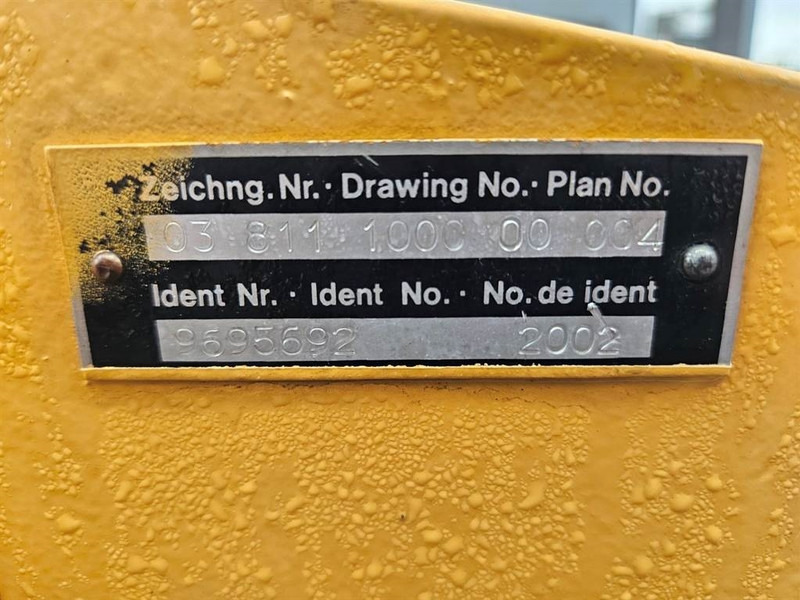 Zeichng. Nr. · Drawing No. · Plan No.
03 811 1000 00 004
Ident Nr. · Ident No. · No. de ident
9695692 2002